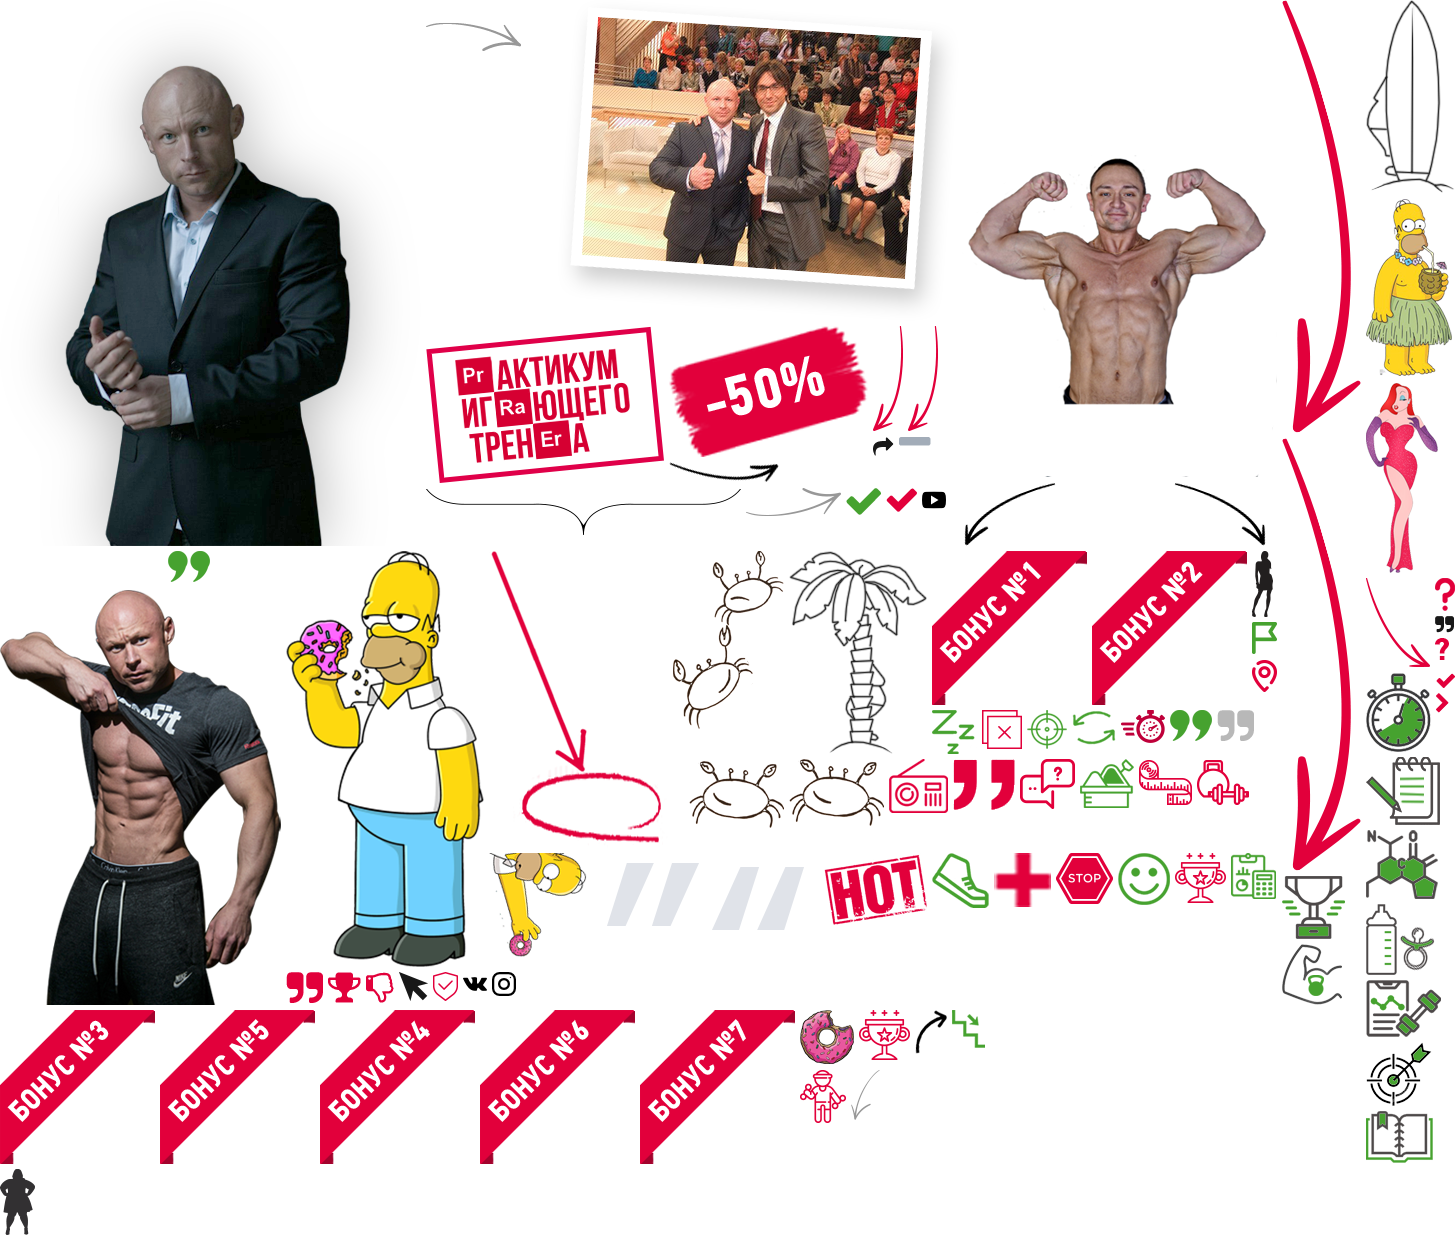 PrАКТИКУМ
ИГRaЮЩЕГО
ТРЕНErА
-50%
БОНУС №1
БОНУС №2
Zzz
HOT
STOP
N
O
C
БОНУС №3
БОНУС №5
БОНУС №4
БОНУС №6
БОНУС №7